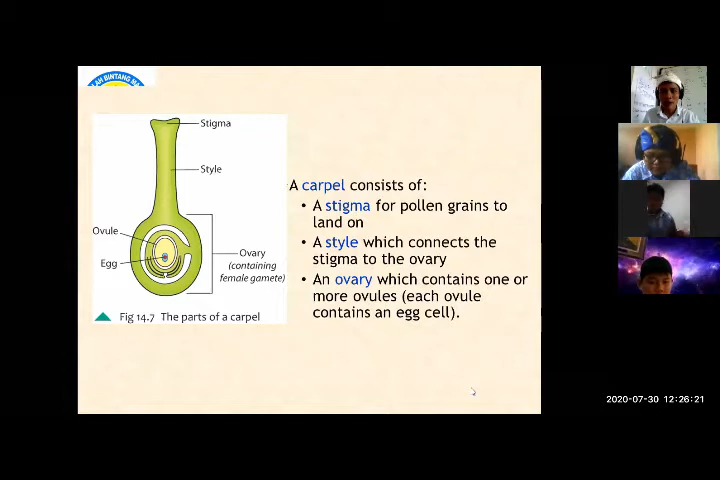 LAH BINTANG
Stigma
Style
Ovule
Egg
Ovary
(containing
female gamete)
Fig 14.7 The parts of a carpel
A carpel consists of:
• A stigma for pollen grains to
land on
• A style which connects the
stigma to the ovary
• An ovary which contains one or
more ovules (each ovule
contains an egg cell).
2020-07-30 12:26:21